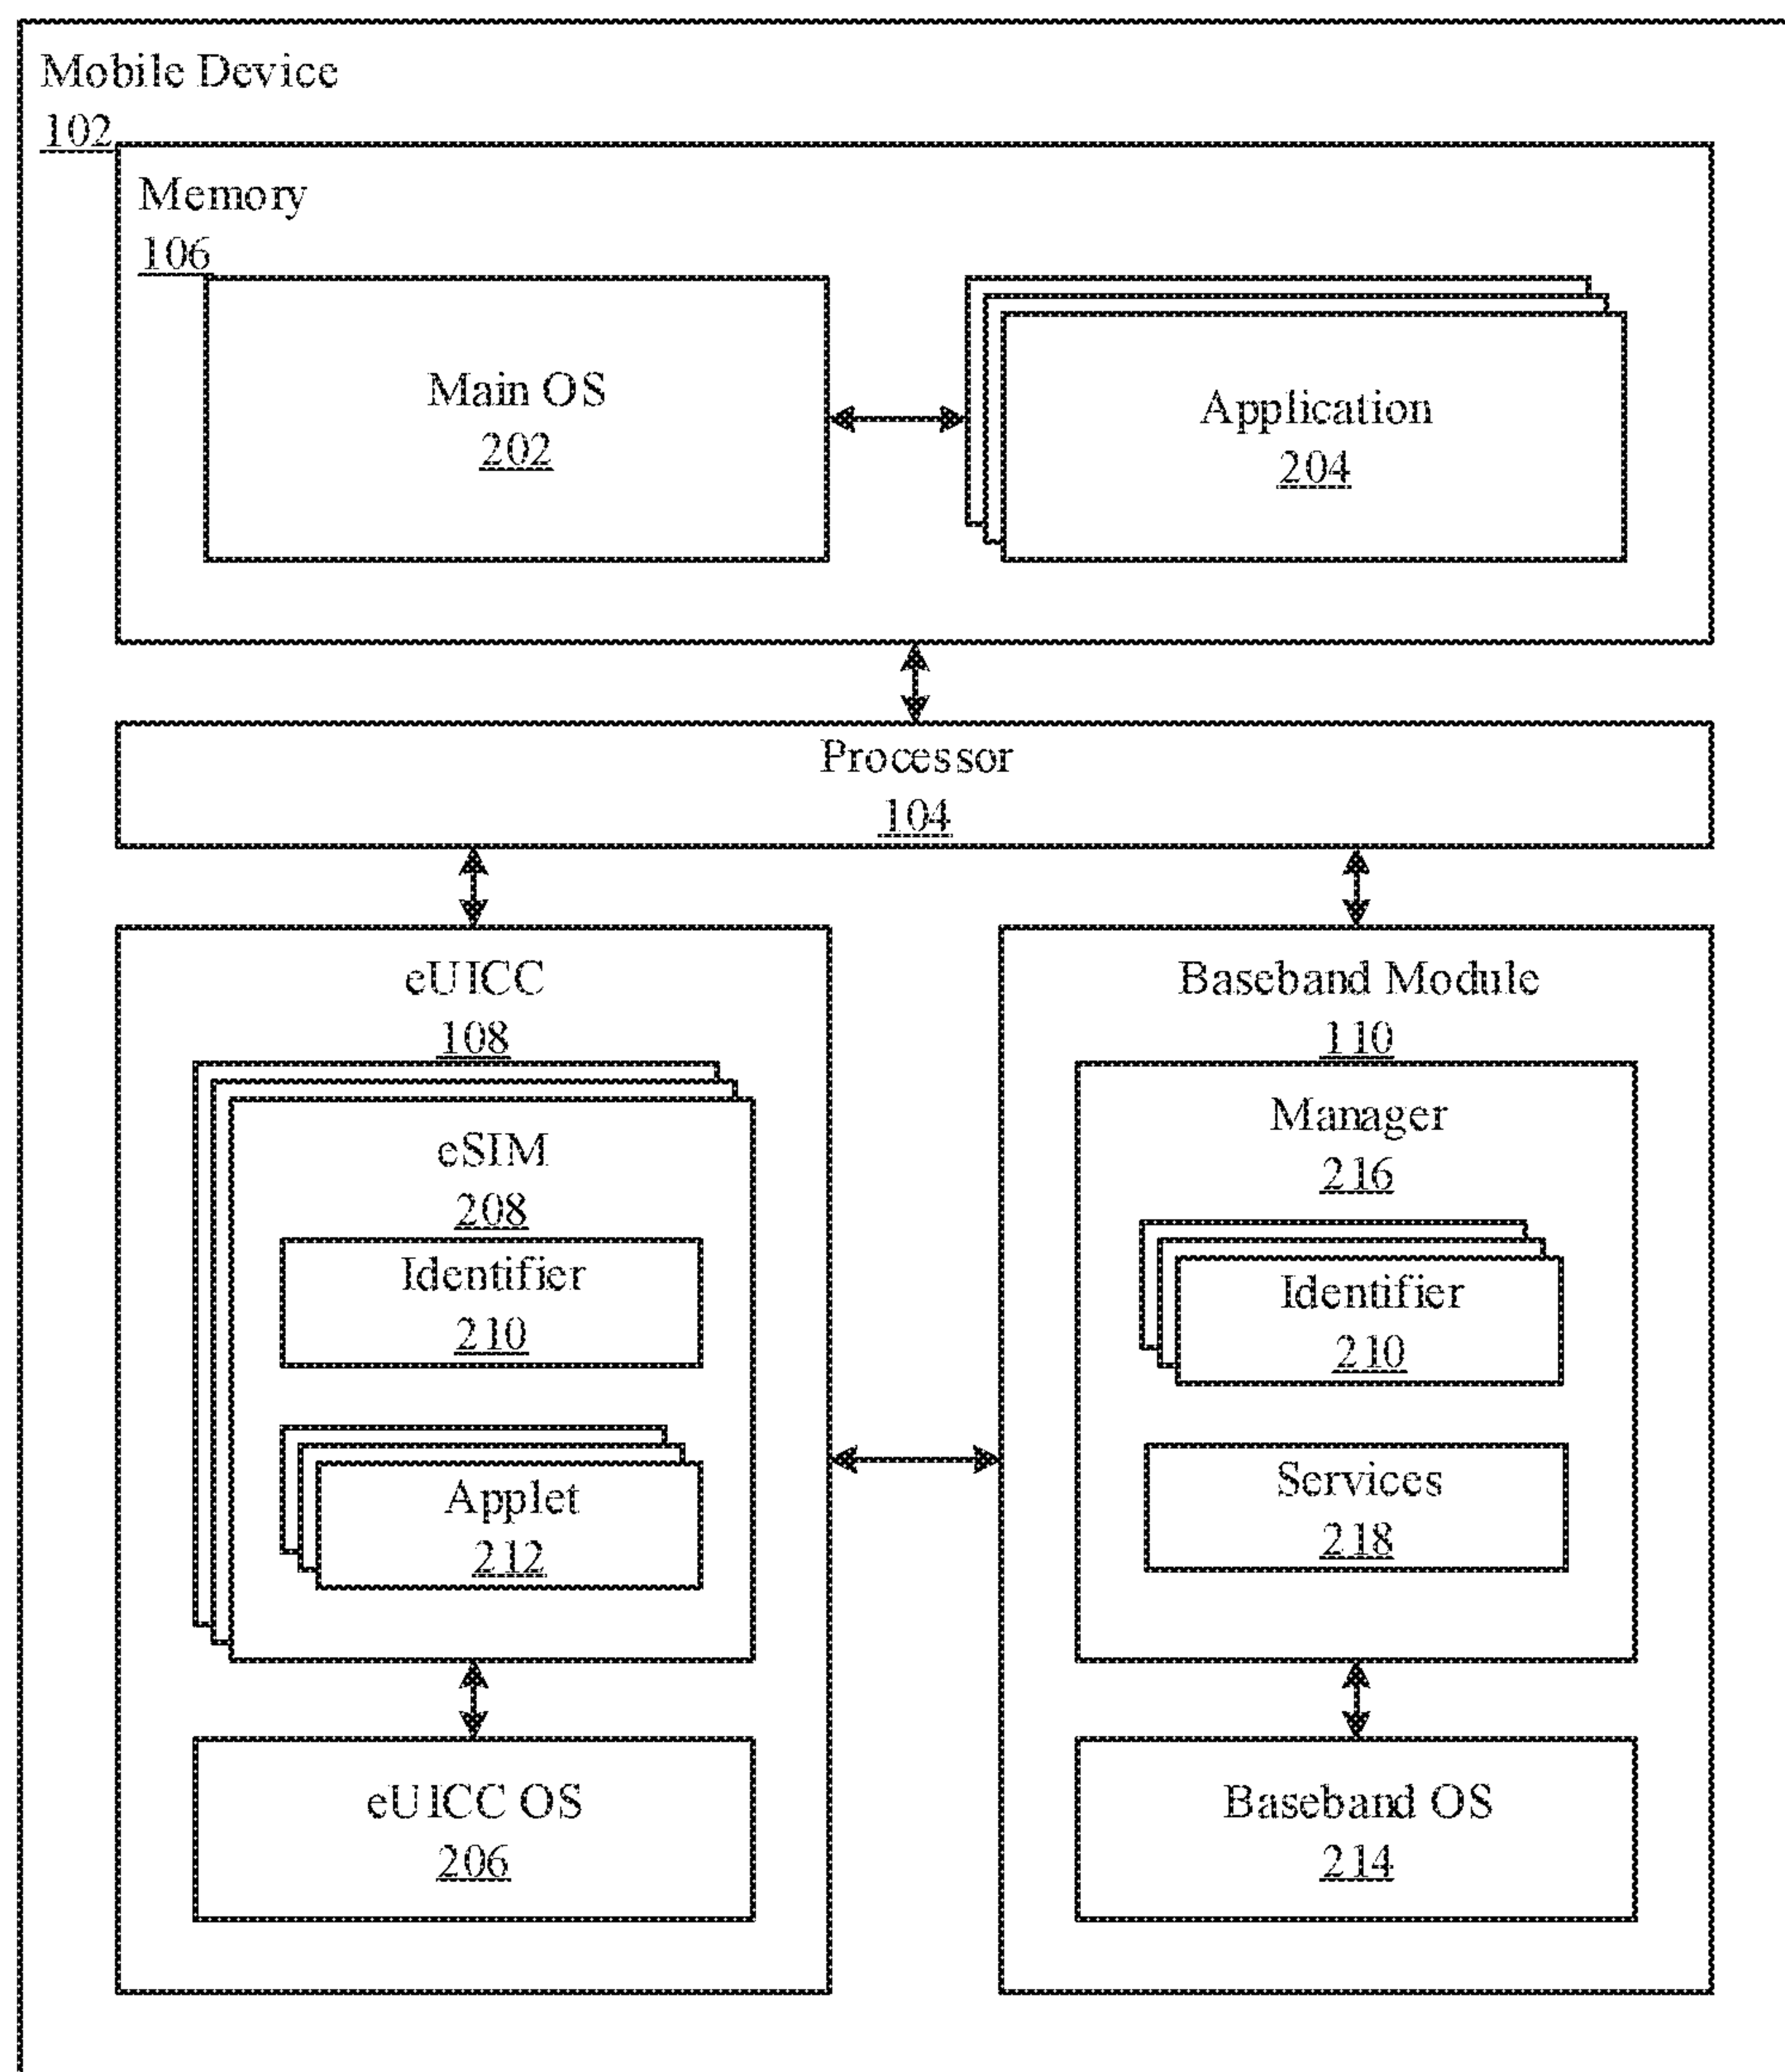 Mobile Device
102
Memory
106
Main OS
202
Application
204
Processor
104
eUICC
108
eSIM
208
Identifier
210
Applet
212
eUICC OS
206
Baseband Module
110
Manager
216
Identifier
210
Services
218
Baseband OS
214